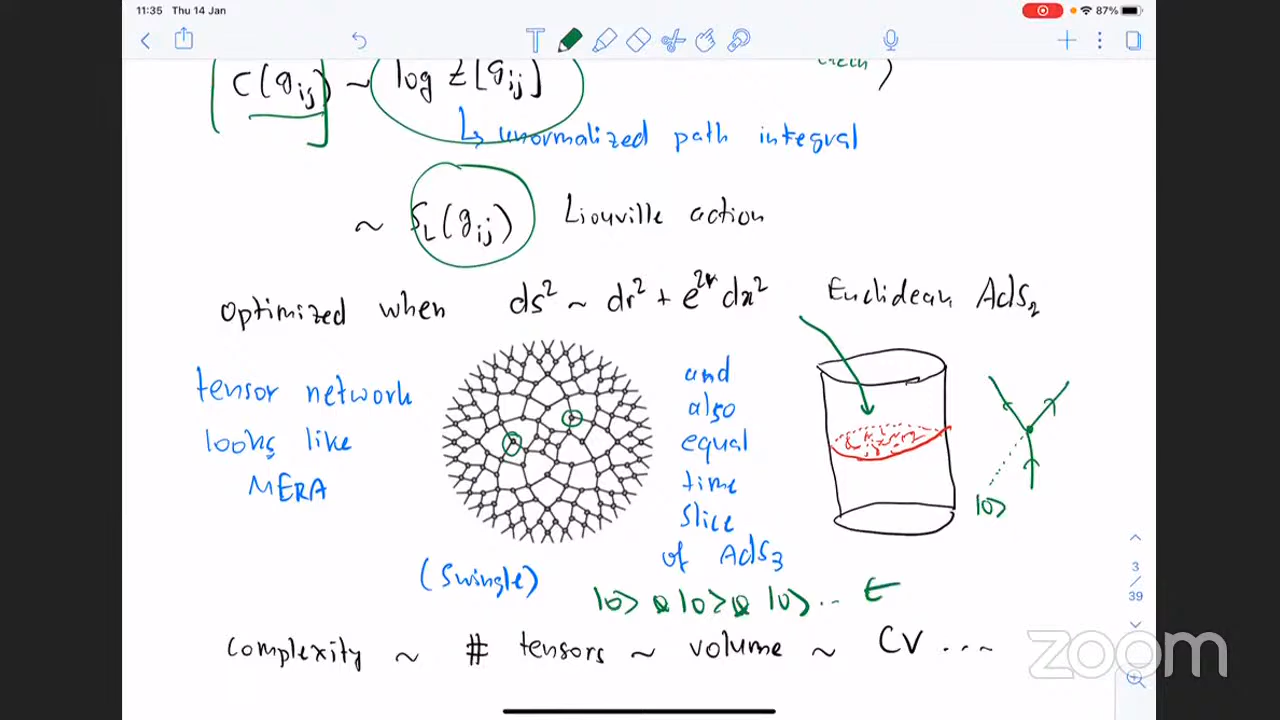 11:35 Thu 14 Jan
87%
C(g_ij) ~ log Z[g_ij] )
↳ unormalized path integral
~ S_L(g_ij) Liouville action
Optimized when ds² ~ dr² + e^{2r} dx² Euclidean AdS₂
tensor network looks like MERA
and also equal time slice of AdS₃
|0>
(Swingle)
|0> ⊗ |0> ⊗ |0> ... ←
complexity ~ # tensors ~ volume ~ CV ....
3
/
39
zoom